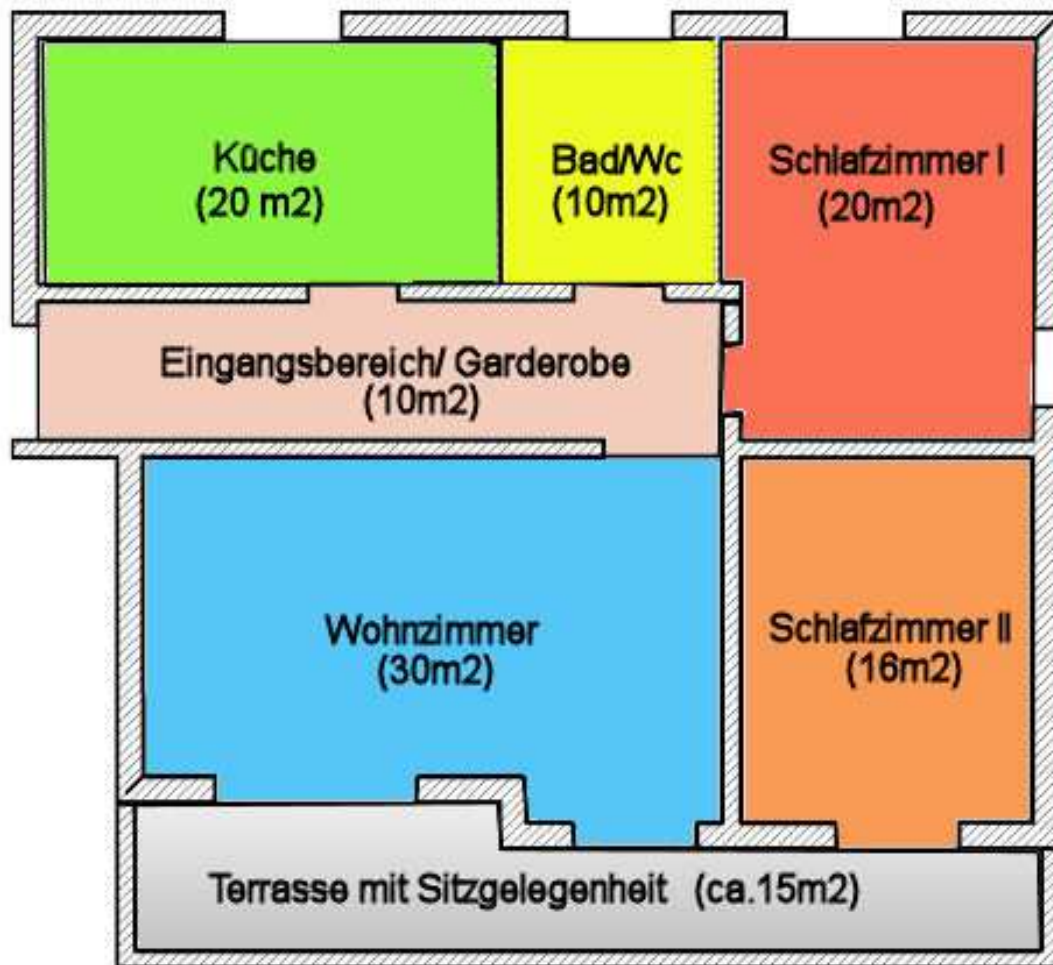 Küche
(20 m2)
Bad/Wc
(10m2)
Schlafzimmer I
(20m2)
Eingangsbereich/ Garderobe
(10m2)
Wohnzimmer
(30m2)
Schlafzimmer II
(16m2)
Terrasse mit Sitzgelegenheit (ca.15m2)